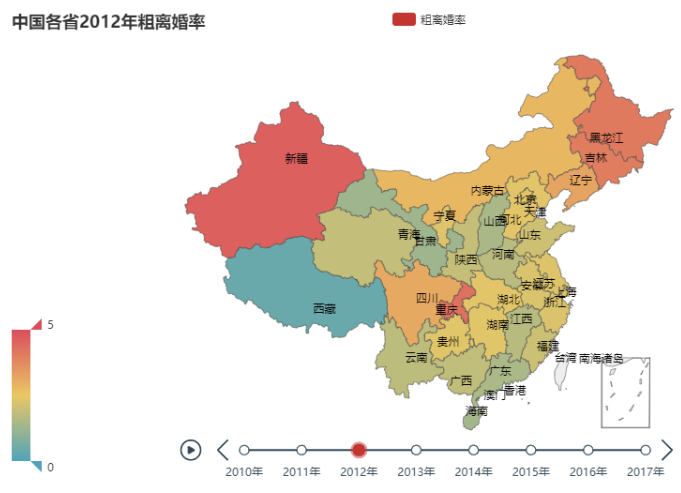 中国各省2012年粗离婚率
粗离婚率
黑龙江
吉林
新疆
辽宁
内蒙古
北京
天津
宁夏
山西
河北
青海
甘肃
山东
陕西
河南
安徽
江苏
上海
四川
湖北
浙江
西藏
重庆
湖南
江西
贵州
福建
云南
台湾
南海诸岛
广西
广东
澳门
香港
海南
5
0
2010年
2011年
2012年
2013年
2014年
2015年
2016年
2017年